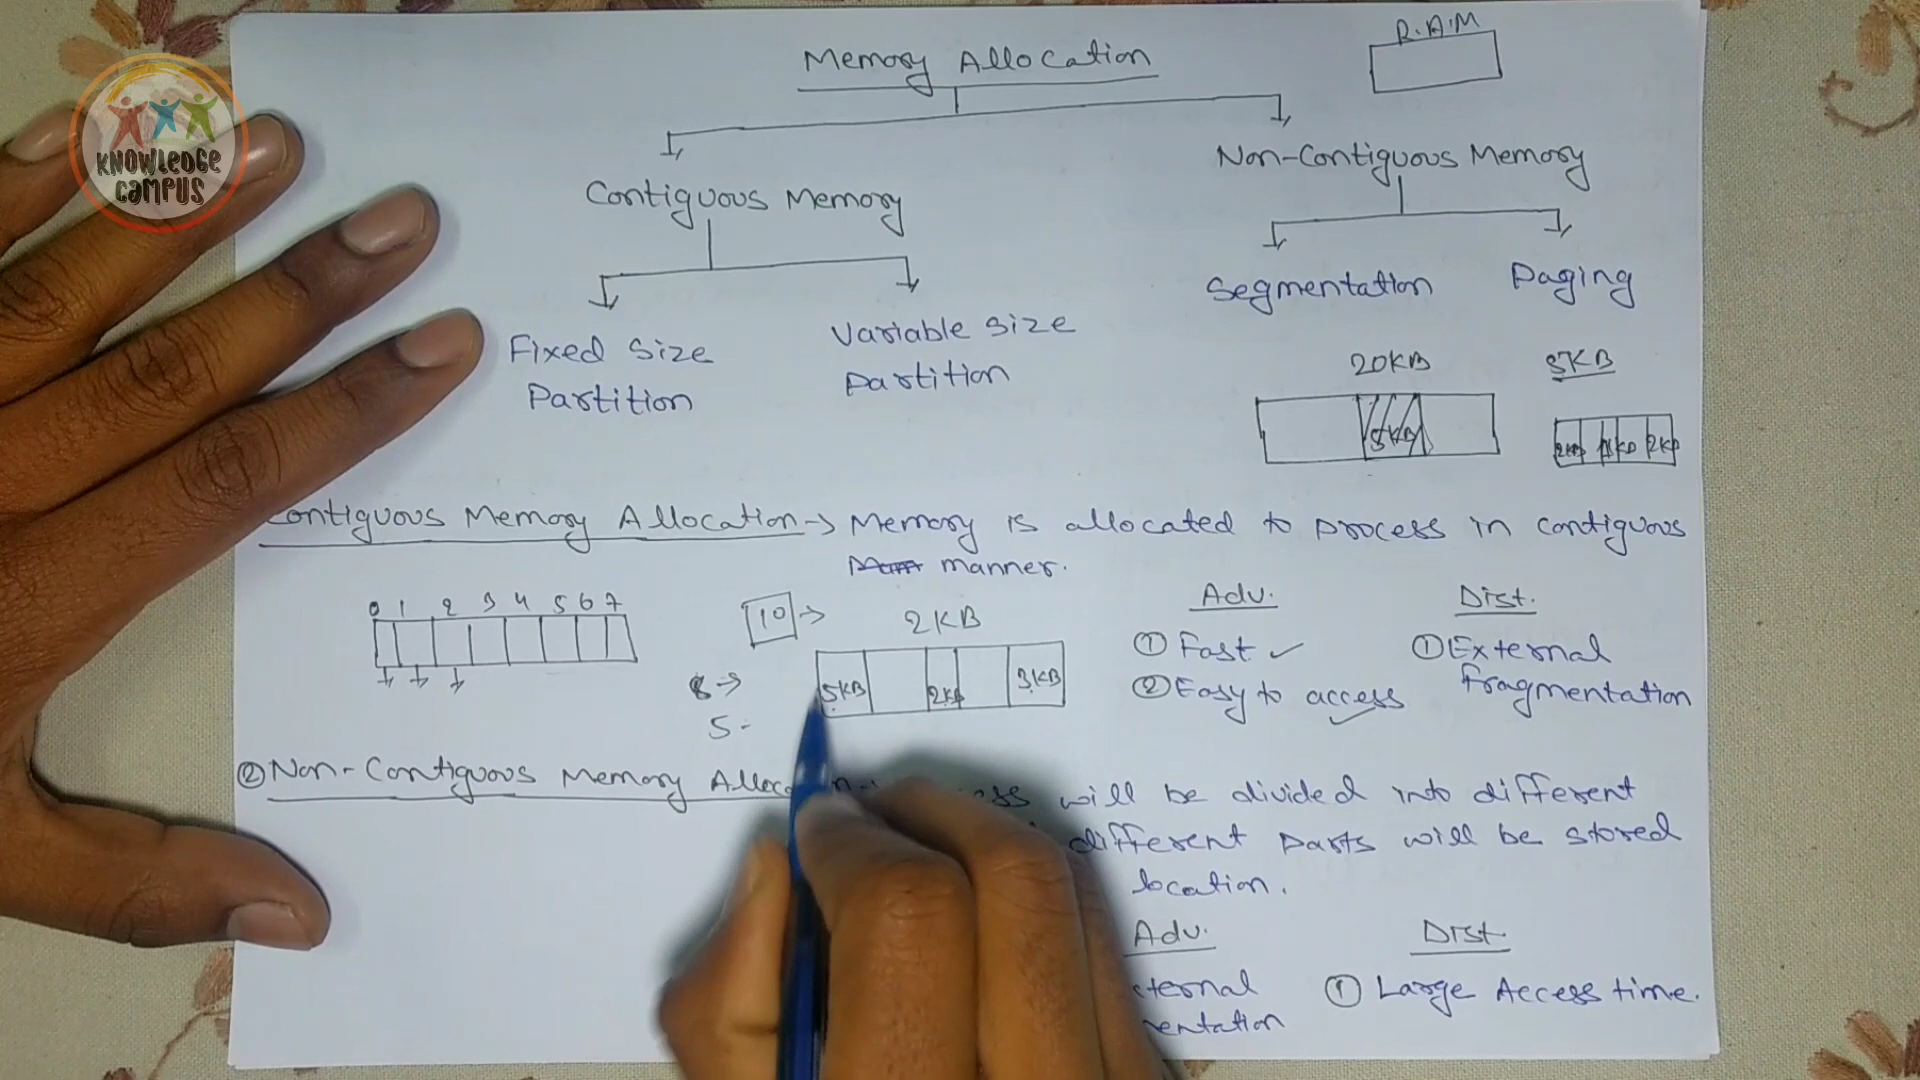 KNOWLEDGE
CAMPUS
R.A.M
Memory Allocation
Contiguous Memory
Non-Contiguous Memory
Fixed Size
Partition
Variable Size
Partition
Segmentation
Paging
20KB
5KB
5KB
2KB 1KB 2KB
Contiguous Memory Allocation → Memory is allocated to process in contiguous
manner.
0 1 2 3 4 5 6 7
10 →
2KB
8 →
5KB 2KB 3KB
5 -
Adv.
① Fast ✓
② Easy to access
Dist.
① External
fragmentation
② Non-Contiguous Memory
will be divided into different
different parts will be stored
location.
Adv.
Dist.
① Large Access time.